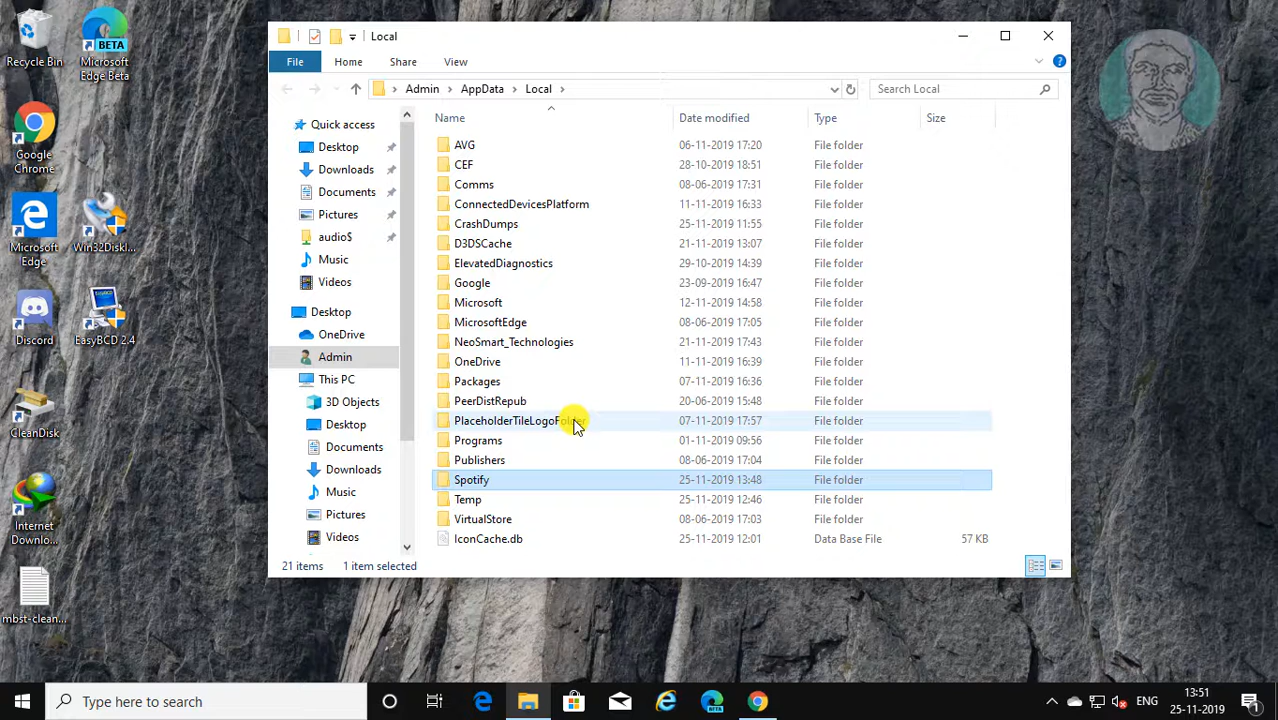 Recycle Bin
Microsoft
Edge Beta
BETA
Google
Chrome
Microsoft
Edge
Win32DiskI...
Discord
EasyBCD 2.4
CleanDisk
Internet
Downlo...
mbst-clean...
Local
File
Home
Share
View
Admin
AppData
Local
Search Local
Quick access
Desktop
Downloads
Documents
Pictures
audio$
Music
Videos
Desktop
OneDrive
Admin
This PC
3D Objects
Desktop
Documents
Downloads
Music
Pictures
Videos
Name Date modified Type Size
AVG 06-11-2019 17:20 File folder
CEF 28-10-2019 18:51 File folder
Comms 08-06-2019 17:31 File folder
ConnectedDevicesPlatform 11-11-2019 16:33 File folder
CrashDumps 25-11-2019 11:55 File folder
D3DSCache 21-11-2019 13:07 File folder
ElevatedDiagnostics 29-10-2019 14:39 File folder
Google 23-09-2019 16:47 File folder
Microsoft 12-11-2019 14:58 File folder
MicrosoftEdge 08-06-2019 17:05 File folder
NeoSmart_Technologies 21-11-2019 17:43 File folder
OneDrive 11-11-2019 16:39 File folder
Packages 07-11-2019 16:36 File folder
PeerDistRepub 20-06-2019 15:48 File folder
PlaceholderTileLogoFolder 07-11-2019 17:57 File folder
Programs 01-11-2019 09:56 File folder
Publishers 08-06-2019 17:04 File folder
Spotify 25-11-2019 13:48 File folder
Temp 25-11-2019 12:46 File folder
VirtualStore 08-06-2019 17:03 File folder
IconCache.db 25-11-2019 12:01 Data Base File 57 KB
21 items 1 item selected
Type here to search
ENG
13:51
25-11-2019
1